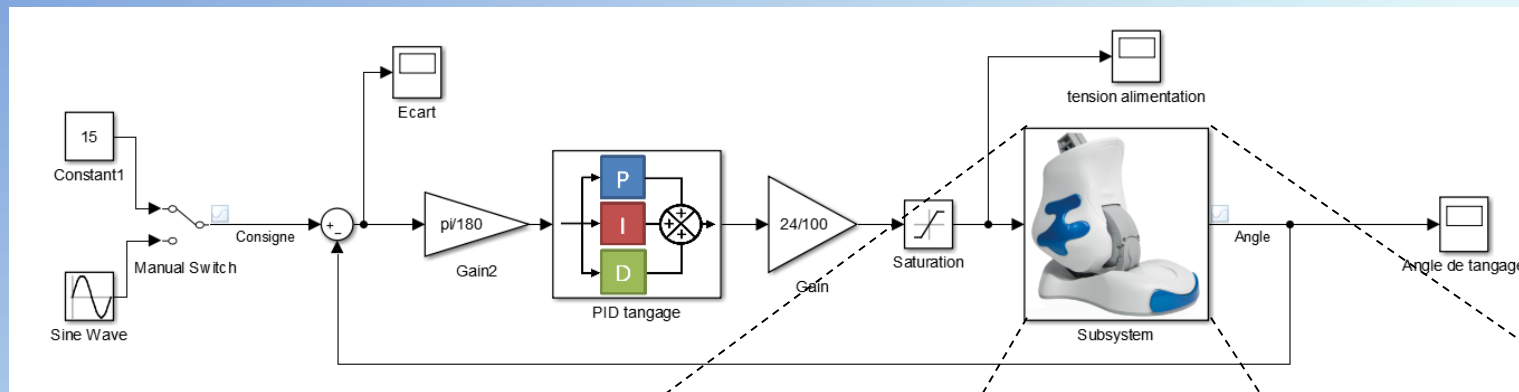 Ecart
tension alimentation
15
Constant1
Consigne
Manual Switch
Sine Wave
+
−
pi/180
Gain2
P
I
D
+
+
+
PID tangage
24/100
Gain
Saturation
Subsystem
Angle
Angle de tangage